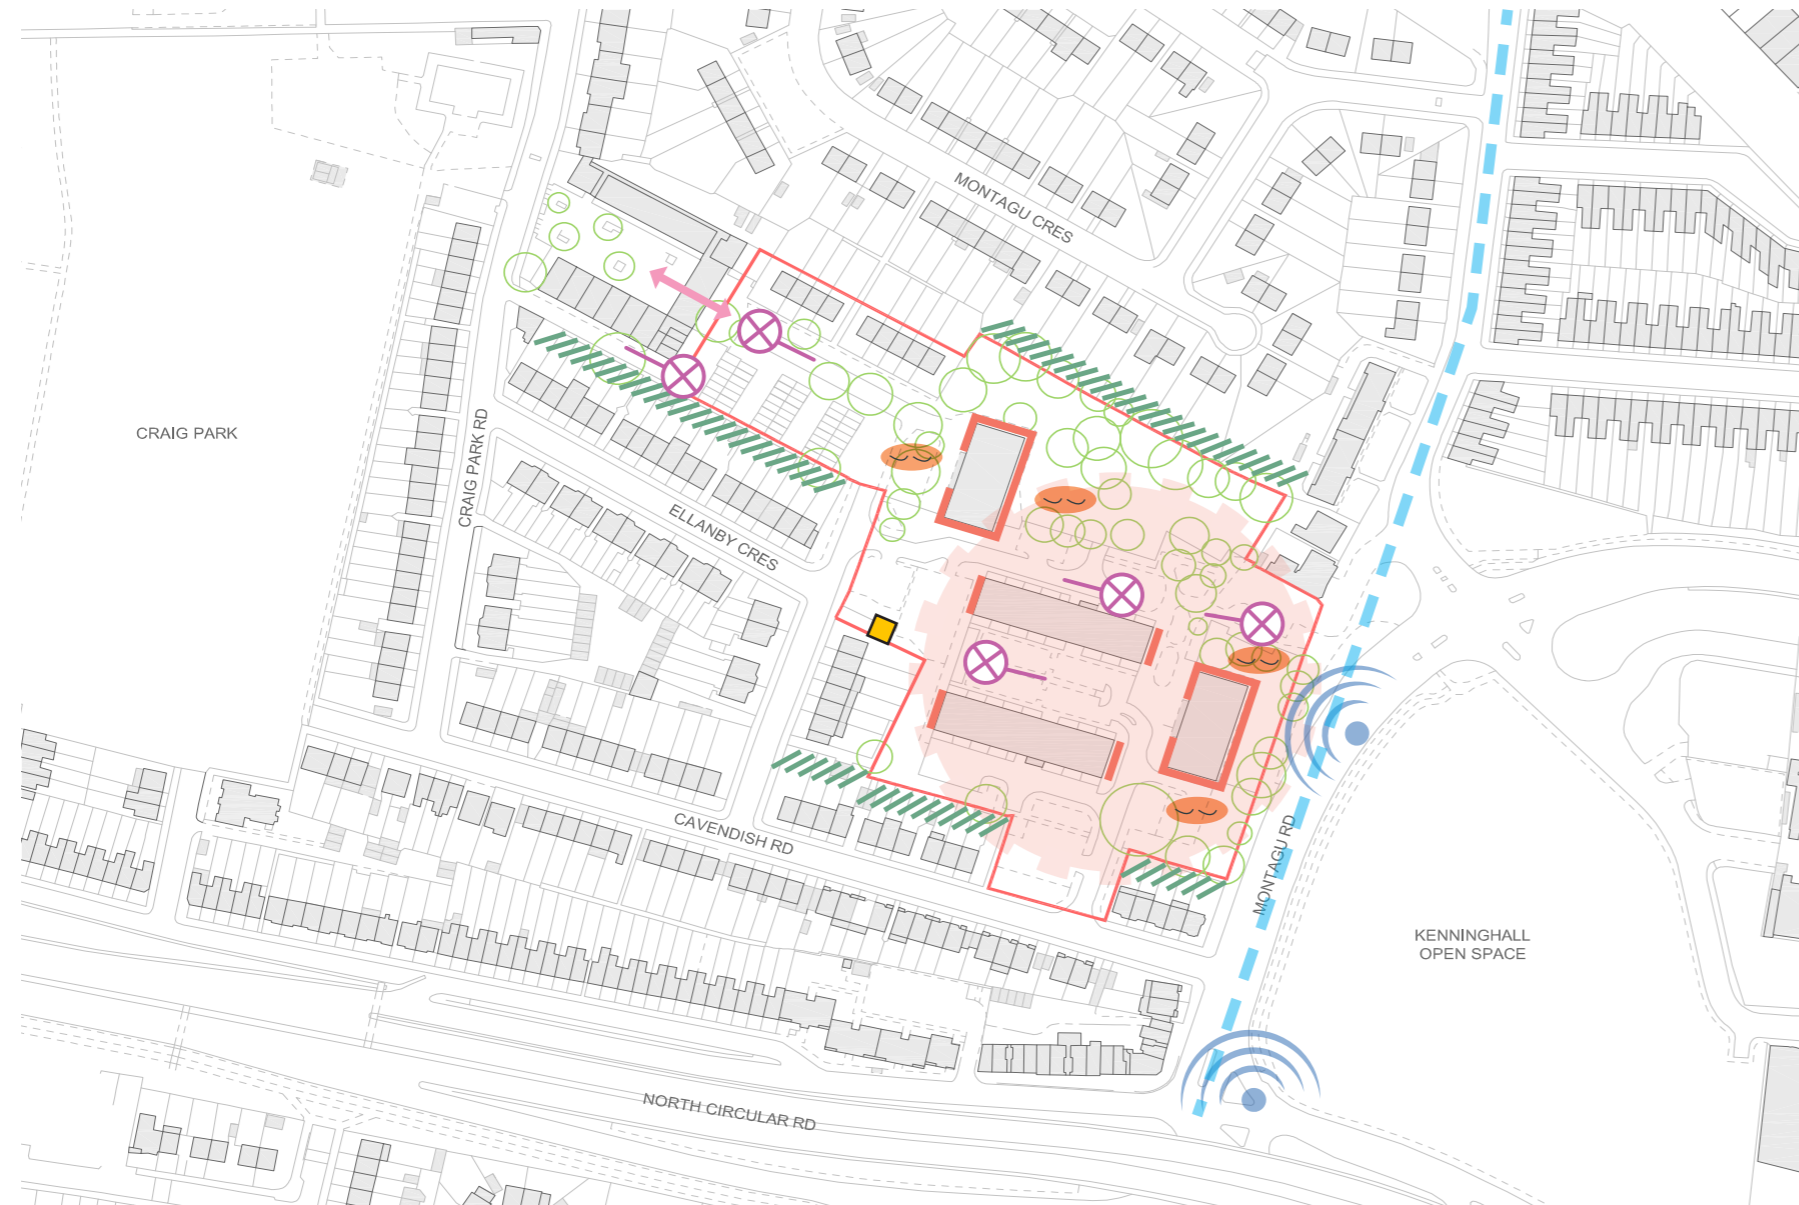 MONTAGU CRES
CRAIG PARK
CRAIG PARK RD
ELLANBY CRES
CAVENDISH RD
MONTAGU RD
KENNINGHALL
OPEN SPACE
NORTH CIRCULAR RD